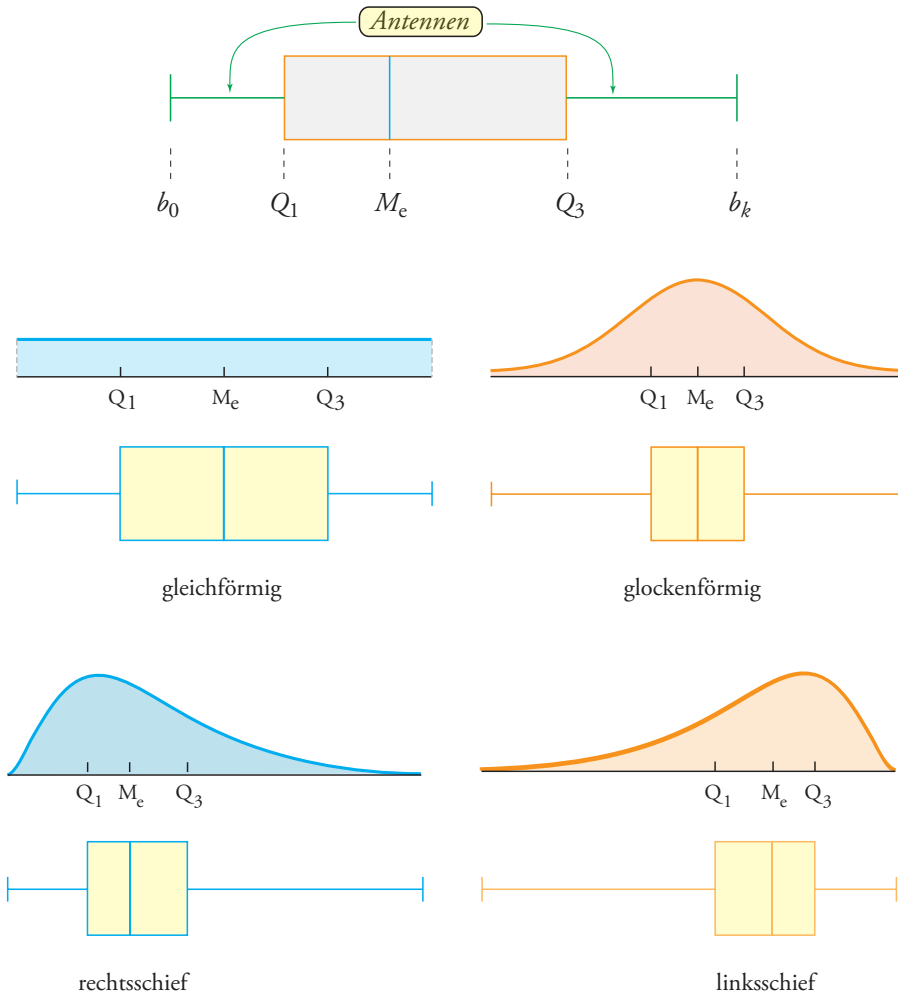 Antennen
b0 Q1 Me Q3 bk
Q1 Me Q3
Q1 Me Q3
gleichförmig
glockenförmig
Q1 Me Q3
Q1 Me Q3
rechtsschief
linksschief